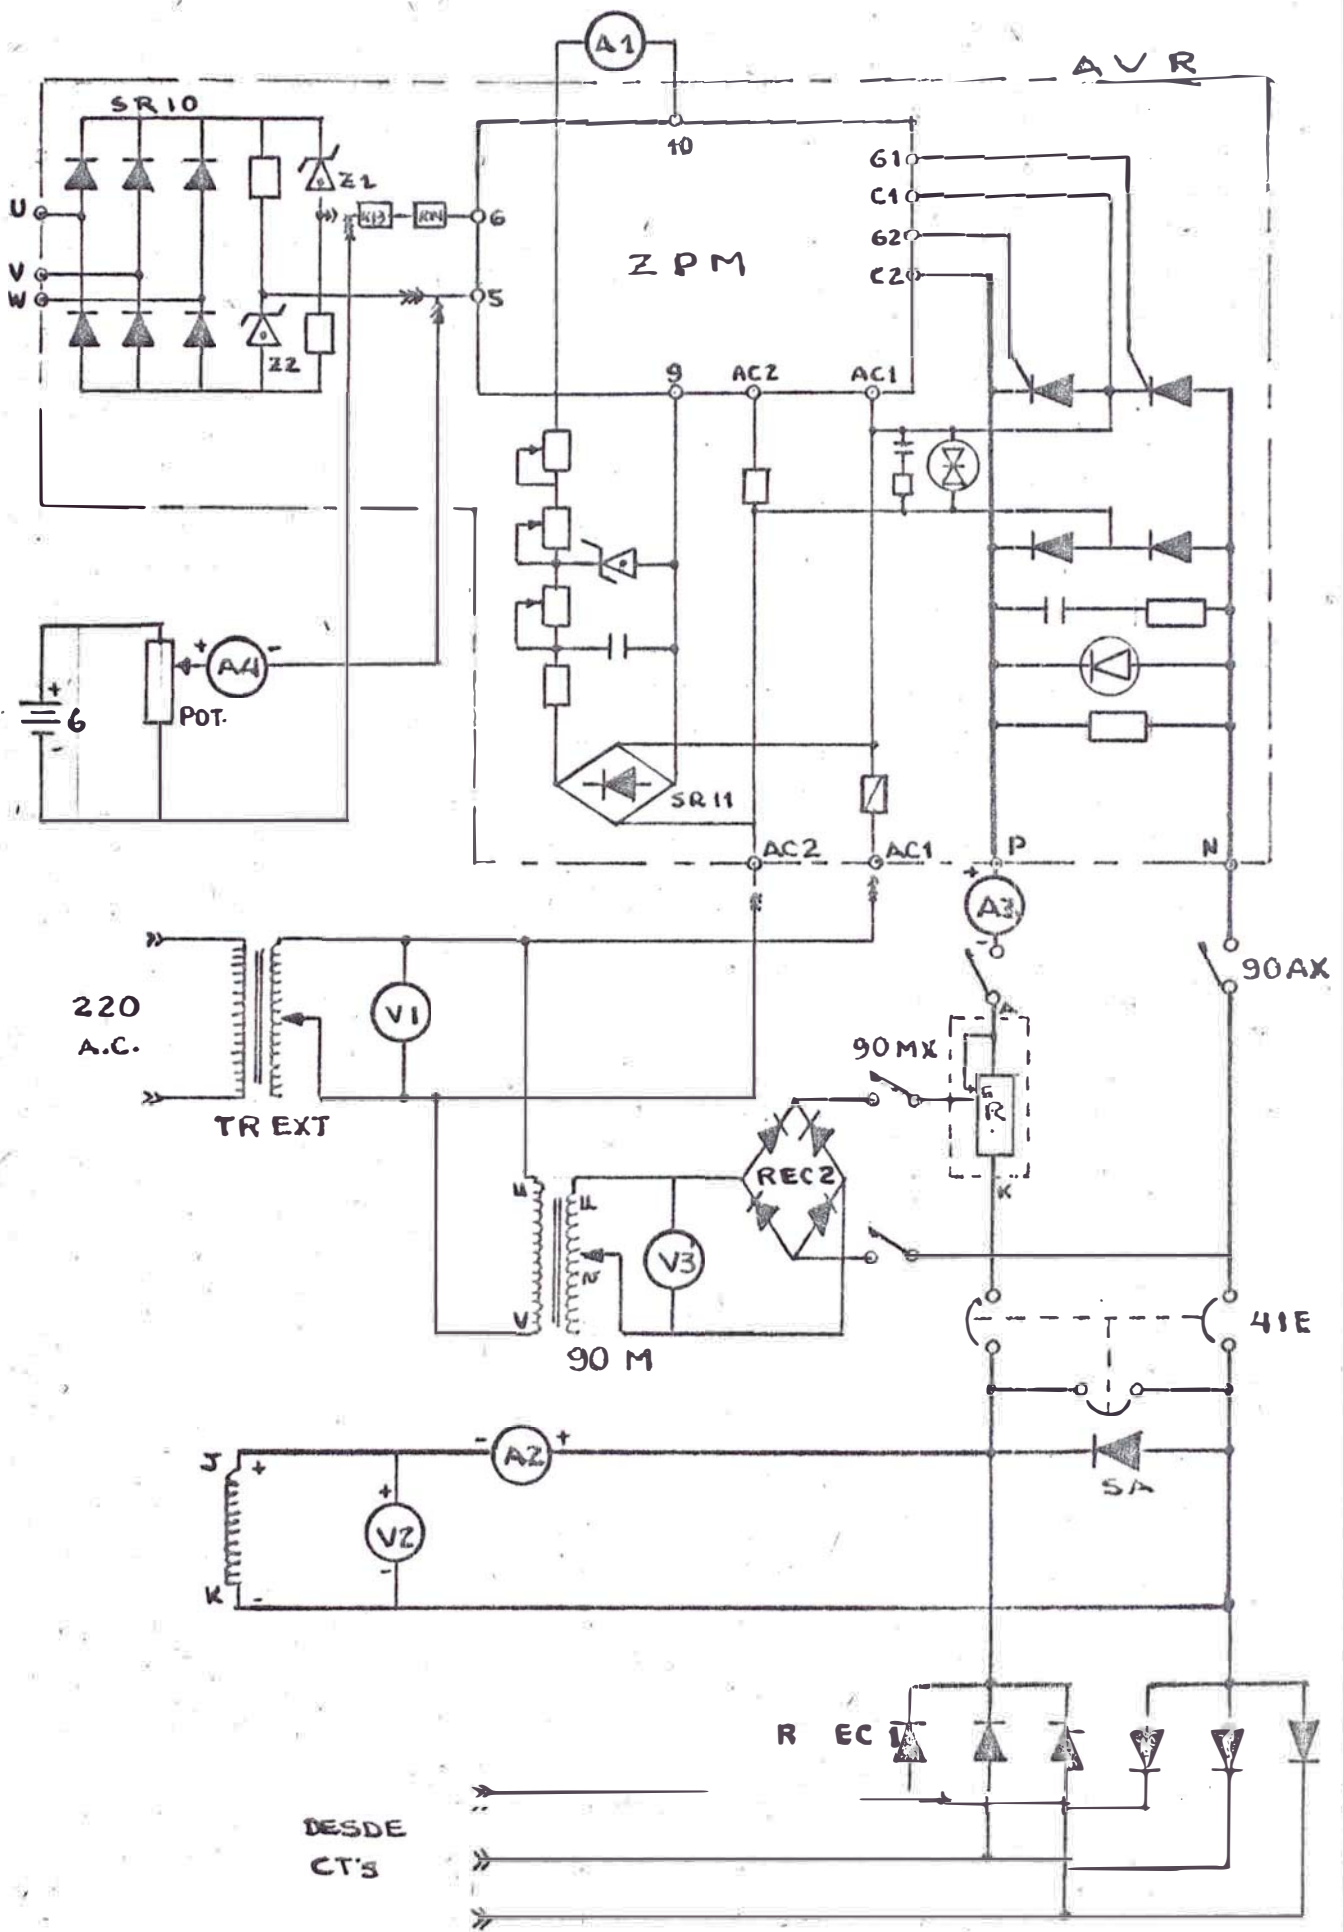 A1
AVR
SR10
10
G1
Z1
C1
U
6
G2
ZPM
V
C2
W
5
Z2
9
AC2
AC1
+
-
A4
+
6
POT.
-
SR11
AC2
AC1
P
N
+
A3
-
90AX
220
A.C.
V1
A
90MX
R
TR EXT
REC2
K
V3
V
41E
90 M
J
+
-
A2
+
SA
+
V2
-
K
-
R EC 1
DESDE
CT's